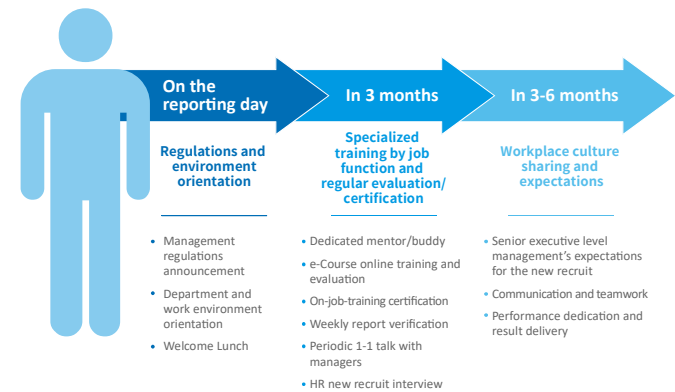 On the
reporting day
In 3 months
In 3-6 months
Regulations and
environment
orientation
Specialized
training by job
function and
regular evaluation/
certification
Workplace culture
sharing and
expectations
• Management
regulations
announcement
• Department and
work environment
orientation
• Welcome Lunch
• Dedicated mentor/buddy
• e-Course online training and
evaluation
• On-job-training certification
• Weekly report verification
• Periodic 1-1 talk with
managers
• HR new recruit interview
• Senior executive level
management's expectations
for the new recruit
• Communication and teamwork
• Performance dedication and
result delivery